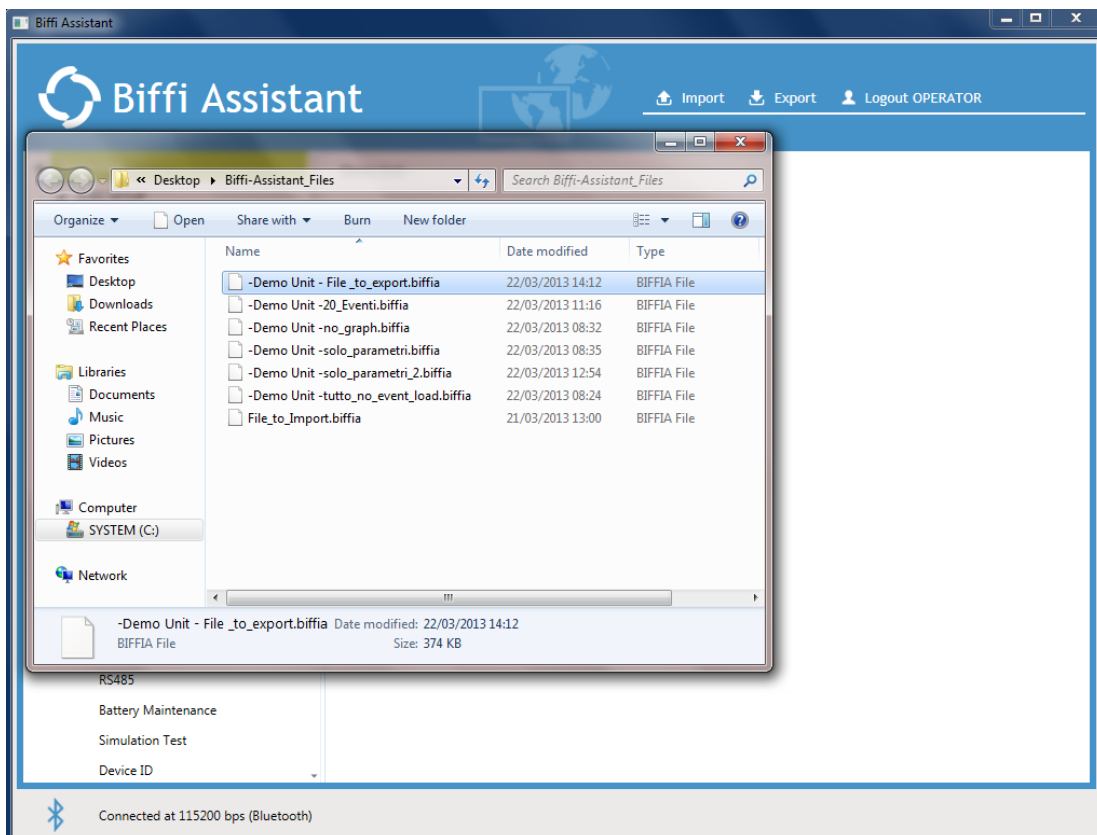 Biffi Assistant
Biffi Assistant
Import Export Logout OPERATOR
« Desktop Biffi-Assistant_Files Search Biffi-Assistant_Files
Organize Open Share with Burn New folder
Name Date modified Type
Favorites
Desktop
Downloads
Recent Places
Libraries
Documents
Music
Pictures
Videos
Computer
SYSTEM (C:)
Network
-Demo Unit - File _to_export.biffia 22/03/2013 14:12 BIFFIA File
-Demo Unit -20_Eventi.biffia 22/03/2013 11:16 BIFFIA File
-Demo Unit -no_graph.biffia 22/03/2013 08:32 BIFFIA File
-Demo Unit -solo_parametri.biffia 22/03/2013 08:35 BIFFIA File
-Demo Unit -solo_parametri_2.biffia 22/03/2013 12:54 BIFFIA File
-Demo Unit -tutto_no_event_load.biffia 22/03/2013 08:24 BIFFIA File
File_to_Import.biffia 21/03/2013 13:00 BIFFIA File
-Demo Unit - File _to_export.biffia Date modified: 22/03/2013 14:12
BIFFIA File Size: 374 KB
RS485
Battery Maintenance
Simulation Test
Device ID
Connected at 115200 bps (Bluetooth)